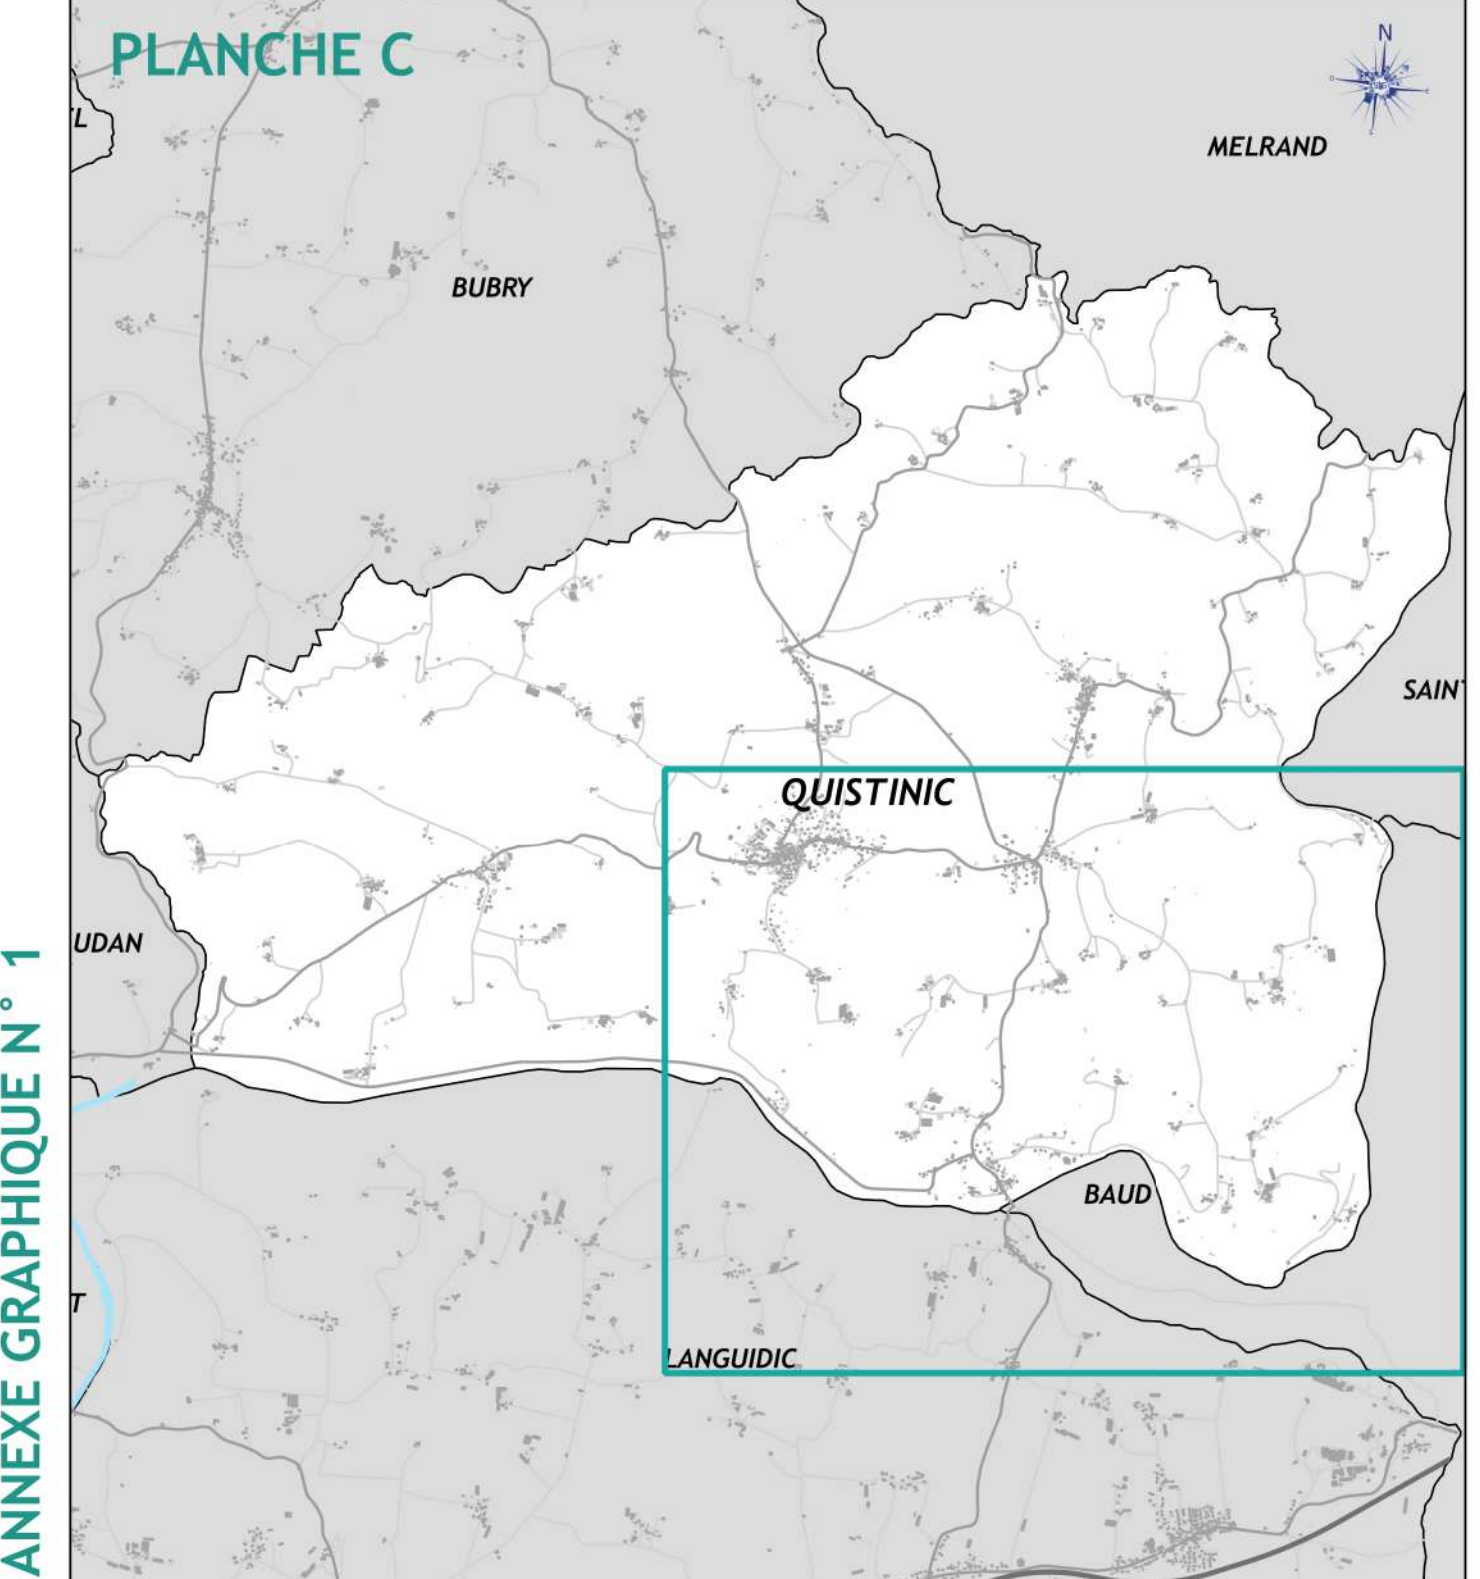 PLANCHE C
N
'L
MELRAND
BUBRY
SAIN
QUISTINIC
UDAN
BAUD
T
LANGUIDIC
ANNEXE GRAPHIQUE N° 1